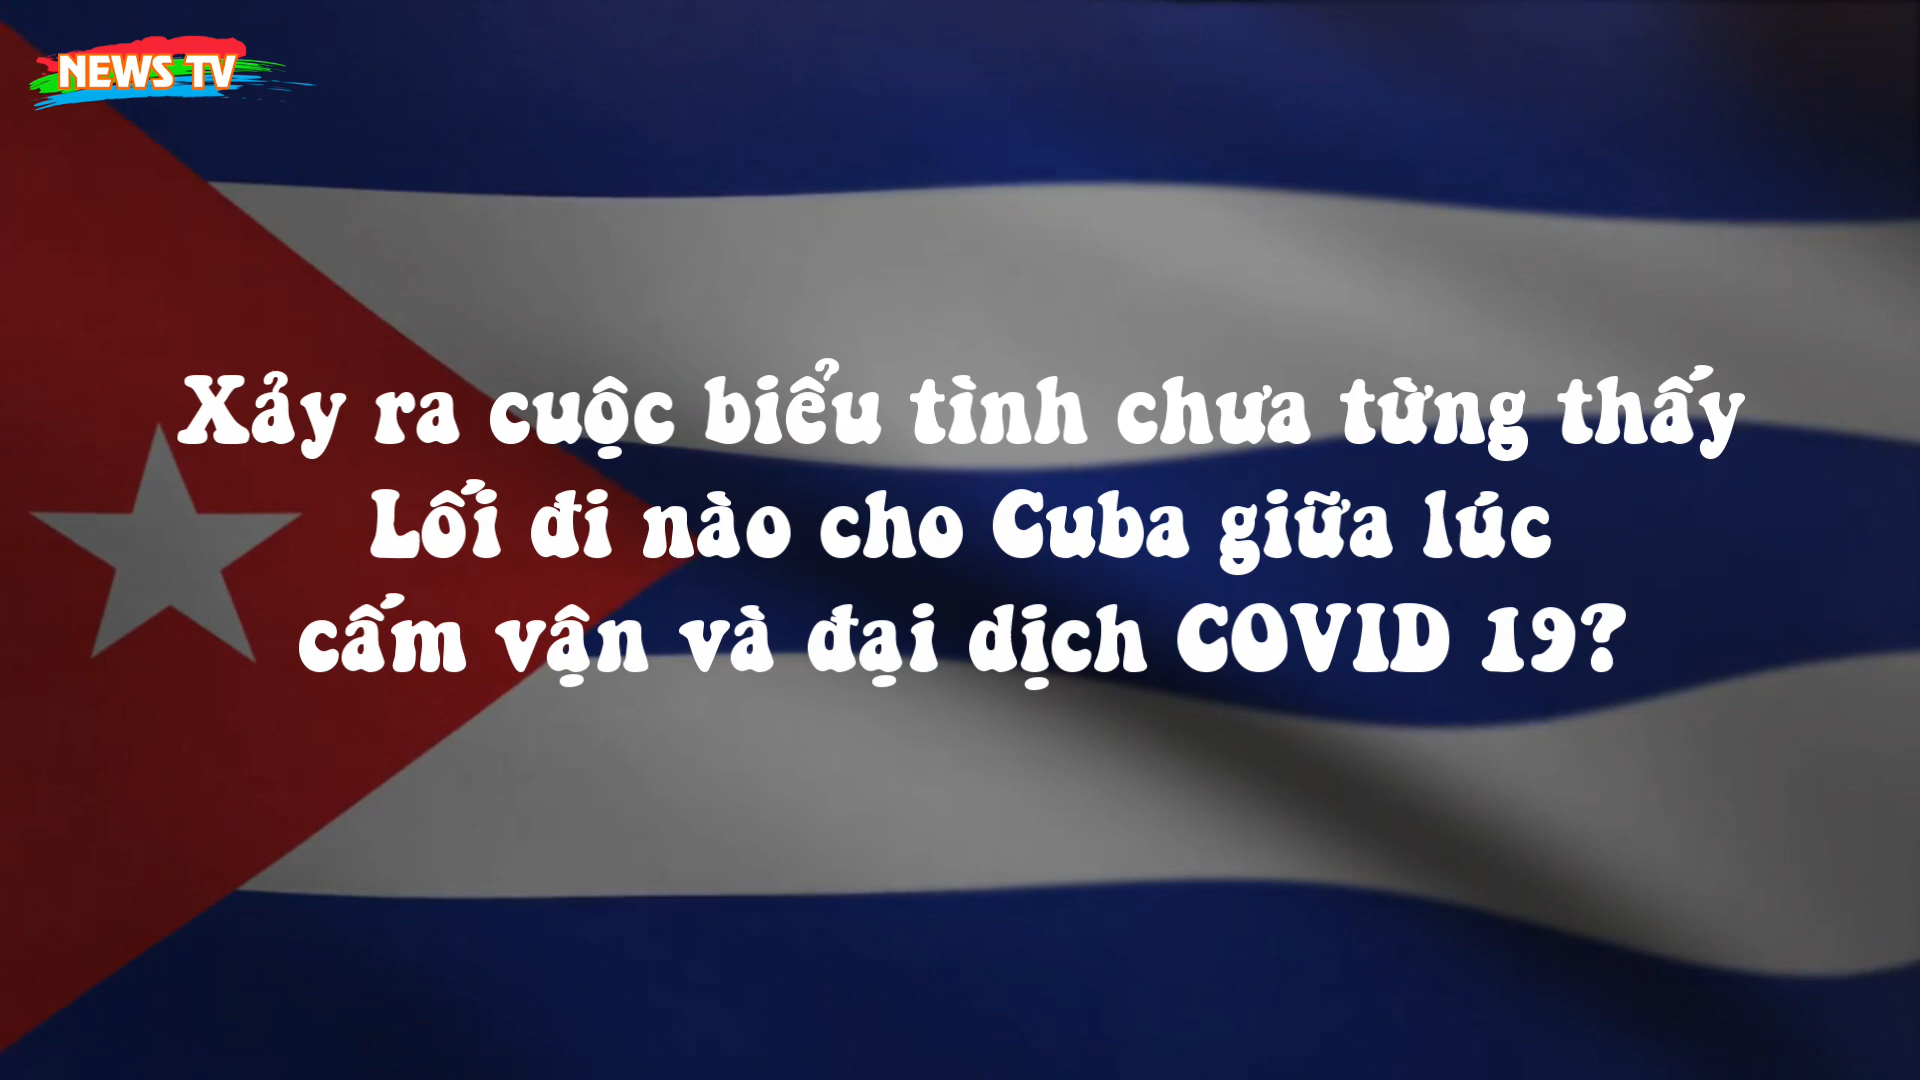 NEWS TV
Xảy ra cuộc biểu tình chưa từng thấy
Lối đi nào cho Cuba giữa lúc
cấm vận và đại dịch COVID 19?